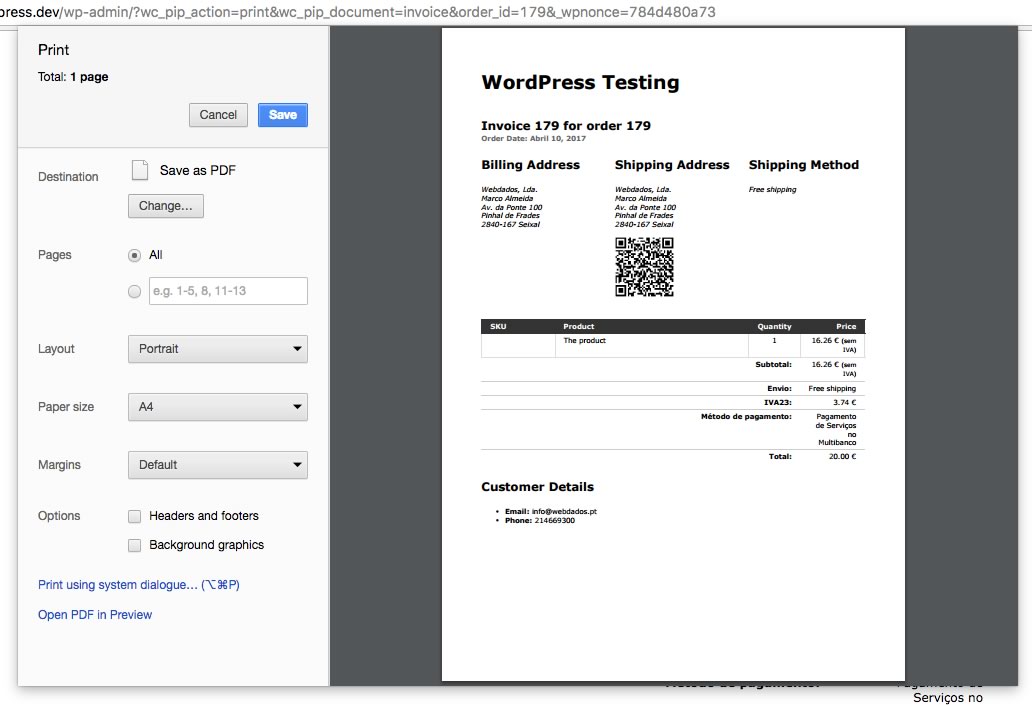 press.dev/wp-admin/?wc_pip_action=print&wc_pip_document=invoice&order_id=179&_wpnonce=784d480a73
Print
Total: 1 page
Cancel
Save
Destination
Save as PDF
Change...
Pages
All
e.g. 1-5, 8, 11-13
Layout
Portrait
Paper size
A4
Margins
Default
Options
Headers and footers
Background graphics
Print using system dialogue... (⌥⌘P)
Open PDF in Preview
WordPress Testing
Invoice 179 for order 179
Order Date: Abril 10, 2017
Billing Address Shipping Address Shipping Method
Webdados, Lda. Webdados, Lda. Free shipping
Marco Almeida Marco Almeida
Av. da Ponte 100 Av. da Ponte 100
Pinhal de Frades Pinhal de Frades
2840-167 Seixal 2840-167 Seixal
SKU Product Quantity Price
The product 1 16.26 € (sem
IVA)
Subtotal: 16.26 € (sem
IVA)
Envio: Free shipping
IVA23: 3.74 €
Método de pagamento: Pagamento
de Serviços
no
Multibanco
Total: 20.00 €
Customer Details
• Email: info@webdados.pt
• Phone: 214669300
Serviços no